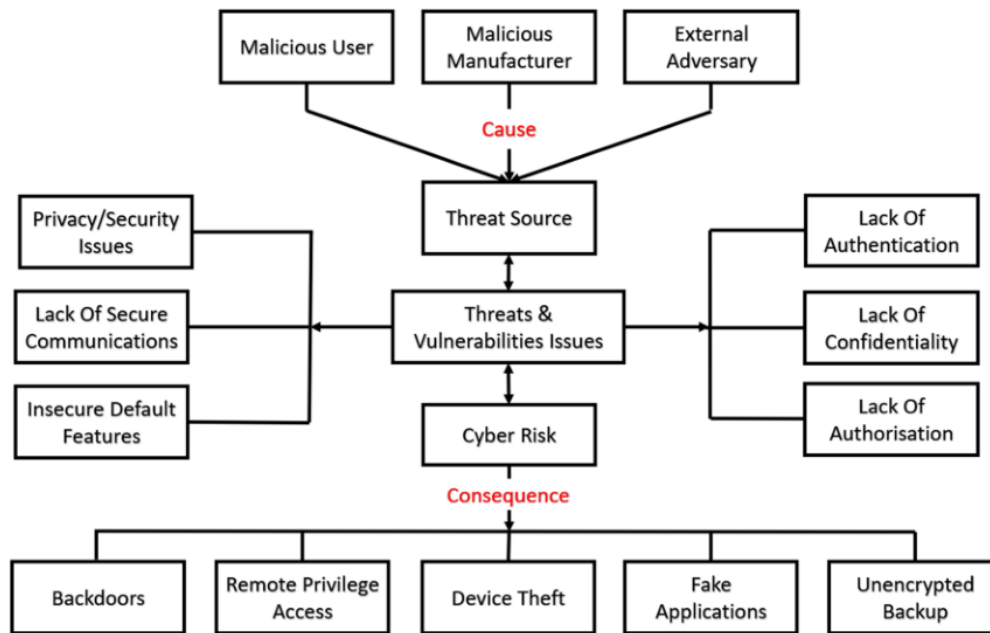 Malicious User
Malicious
Manufacturer
External
Adversary
Cause
Threat Source
Privacy/Security
Issues
Lack Of
Authentication
Lack Of Secure
Communications
Threats &
Vulnerabilities Issues
Lack Of
Confidentiality
Insecure Default
Features
Cyber Risk
Lack Of
Authorisation
Consequence
Backdoors
Remote Privilege
Access
Device Theft
Fake
Applications
Unencrypted
Backup